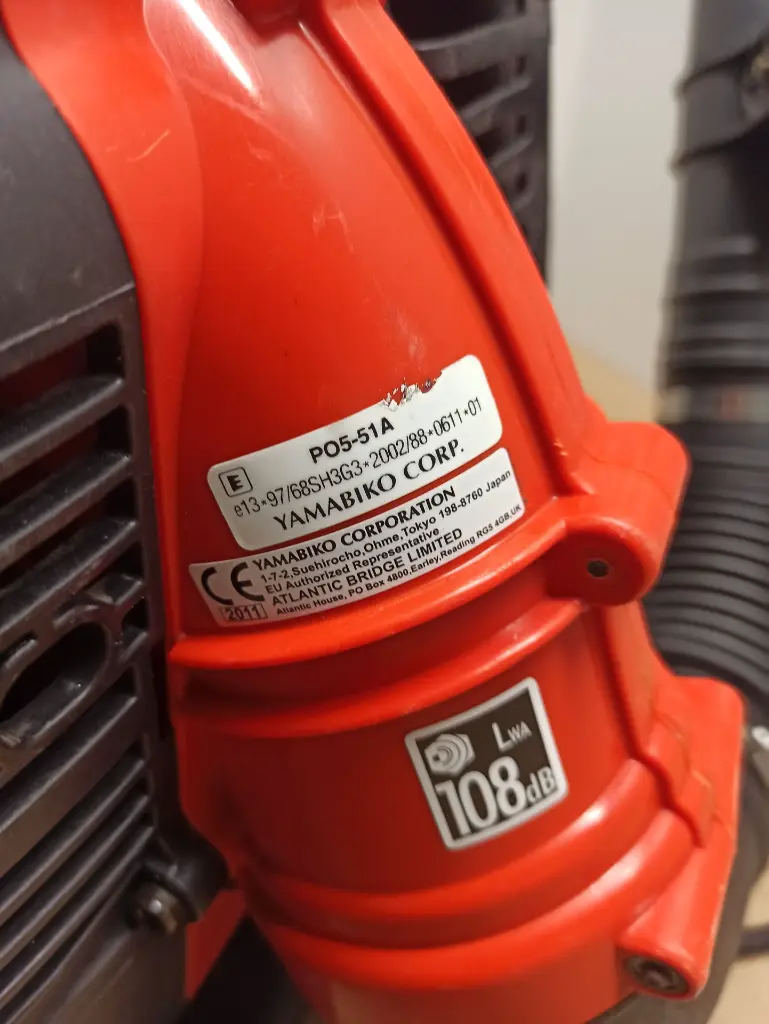 PO5-51A
E
e13*97/68SH3G3*2002/88*0611*01
YAMABIKO CORP.
CE
2011
YAMABIKO CORPORATION
1-7-2,Suehirocho,Ohme,Tokyo 198-8760 Japan
EU Authorized Representative
ATLANTIC BRIDGE LIMITED
Atlantic House, PO Box 4800,Earley,Reading RG5 4GB,UK
LWA
108dB